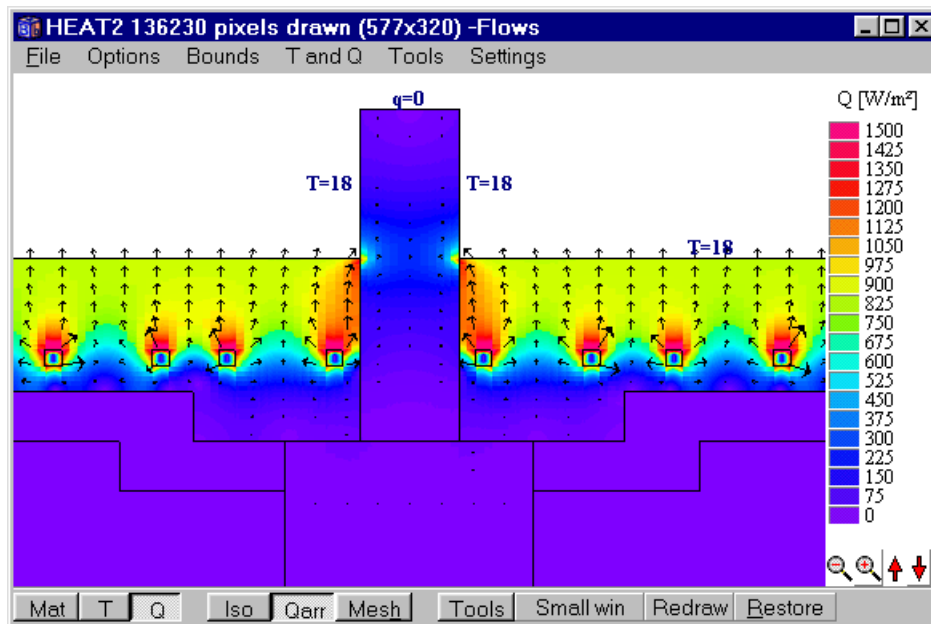 HEAT2 136230 pixels drawn (577x320) -Flows
File Options Bounds T and Q Tools Settings
q=0
Q [W/m²]
T=18
T=18
T=18
1500
1425
1350
1275
1200
1125
1050
975
900
825
750
675
600
525
450
375
300
225
150
75
0
Mat T Q Iso Qarr Mesh Tools Small win Redraw Restore